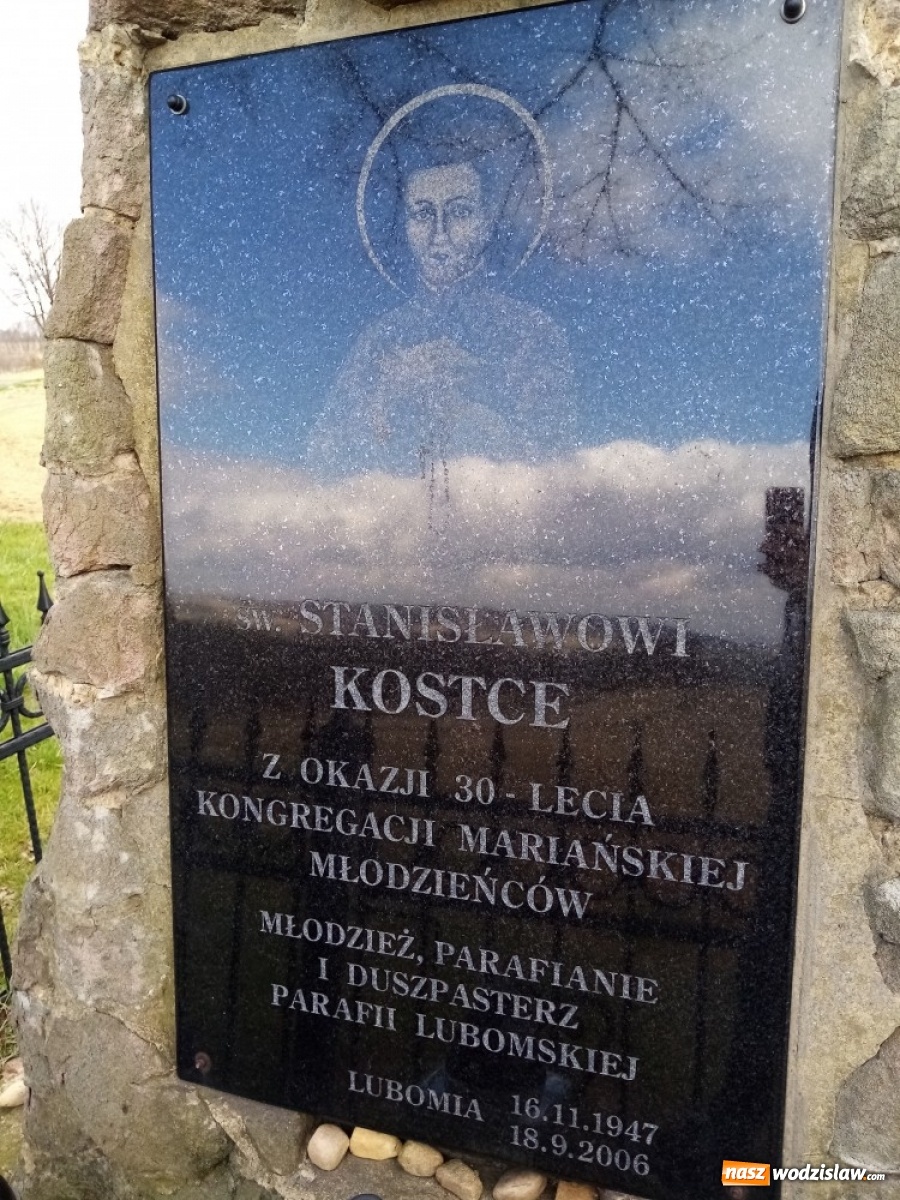 Św. STANISŁAWOWI
KOSTCE
Z OKAZJI 30-LECIA
KONGREGACJI MARIAŃSKIEJ
MŁODZIEŃCÓW
MŁODZIEŻ, PARAFIANIE
I DUSZPASTERZ
PARAFII LUBOMSKIEJ
LUBOMIA 16.11.1947
18.9.2006
nasz wodzislaw.com